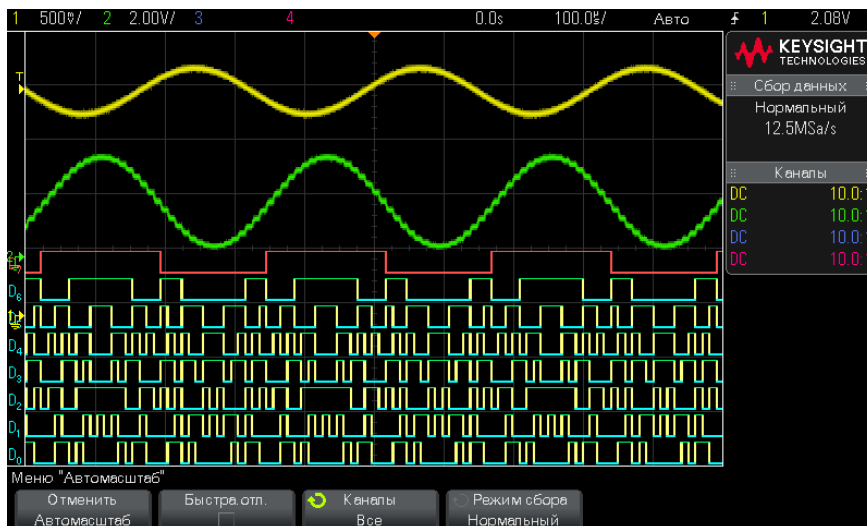 1 500㎷/ 2 2.00V/ 3 4 0.0s 100.0㎲/ Авто 1 2.08V
KEYSIGHT
TECHNOLOGIES
Сбор данных
Нормальный
12.5MSa/s
Каналы
DC 10.0:1
DC 10.0:1
DC 10.0:1
DC 10.0:1
T
2
D6
D4
D3
D2
D1
D0
Меню "Автомасштаб"
Отменить
Автомасштаб
Быстра.отл.
Каналы
Все
Режим сбора
Нормальный